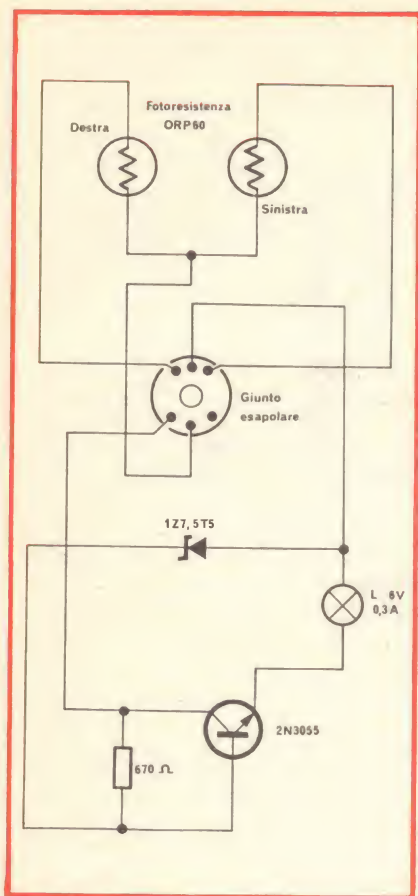 Fotoresistenza
ORP60
Destra
Sinistra
Giunto
esapolare
1Z7,5T5
L 6V
0,3A
2N3055
670 Ω